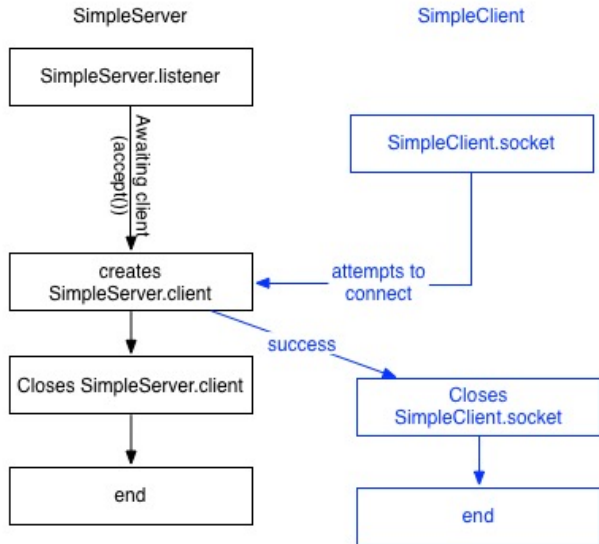 SimpleServer
SimpleClient
SimpleServer.listener
Awaiting client
(accept())
SimpleClient.socket
creates
SimpleServer.client
attempts to
connect
success
Closes SimpleServer.client
Closes
SimpleClient.socket
end
end